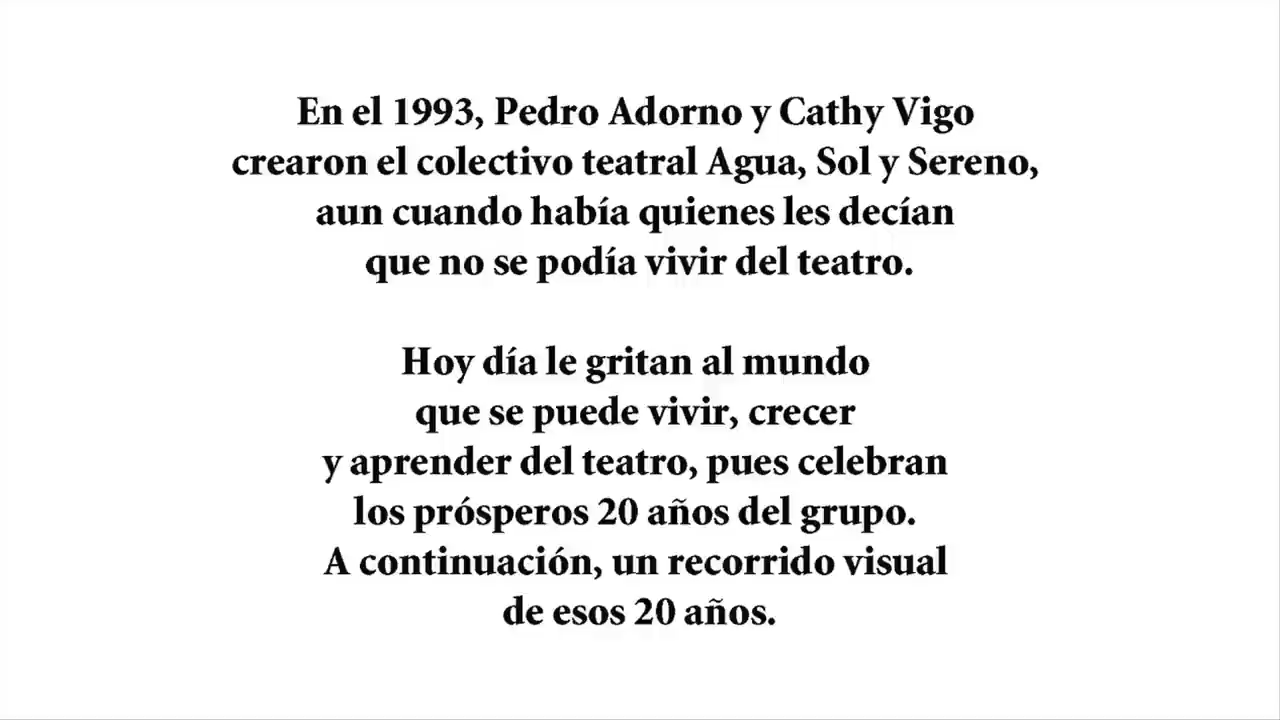 En el 1993, Pedro Adorno y Cathy Vigo
crearon el colectivo teatral Agua, Sol y Sereno,
aun cuando había quienes les decían
que no se podía vivir del teatro.
Hoy día le gritan al mundo
que se puede vivir, crecer
y aprender del teatro, pues celebran
los prósperos 20 años del grupo.
A continuación, un recorrido visual
de esos 20 años.